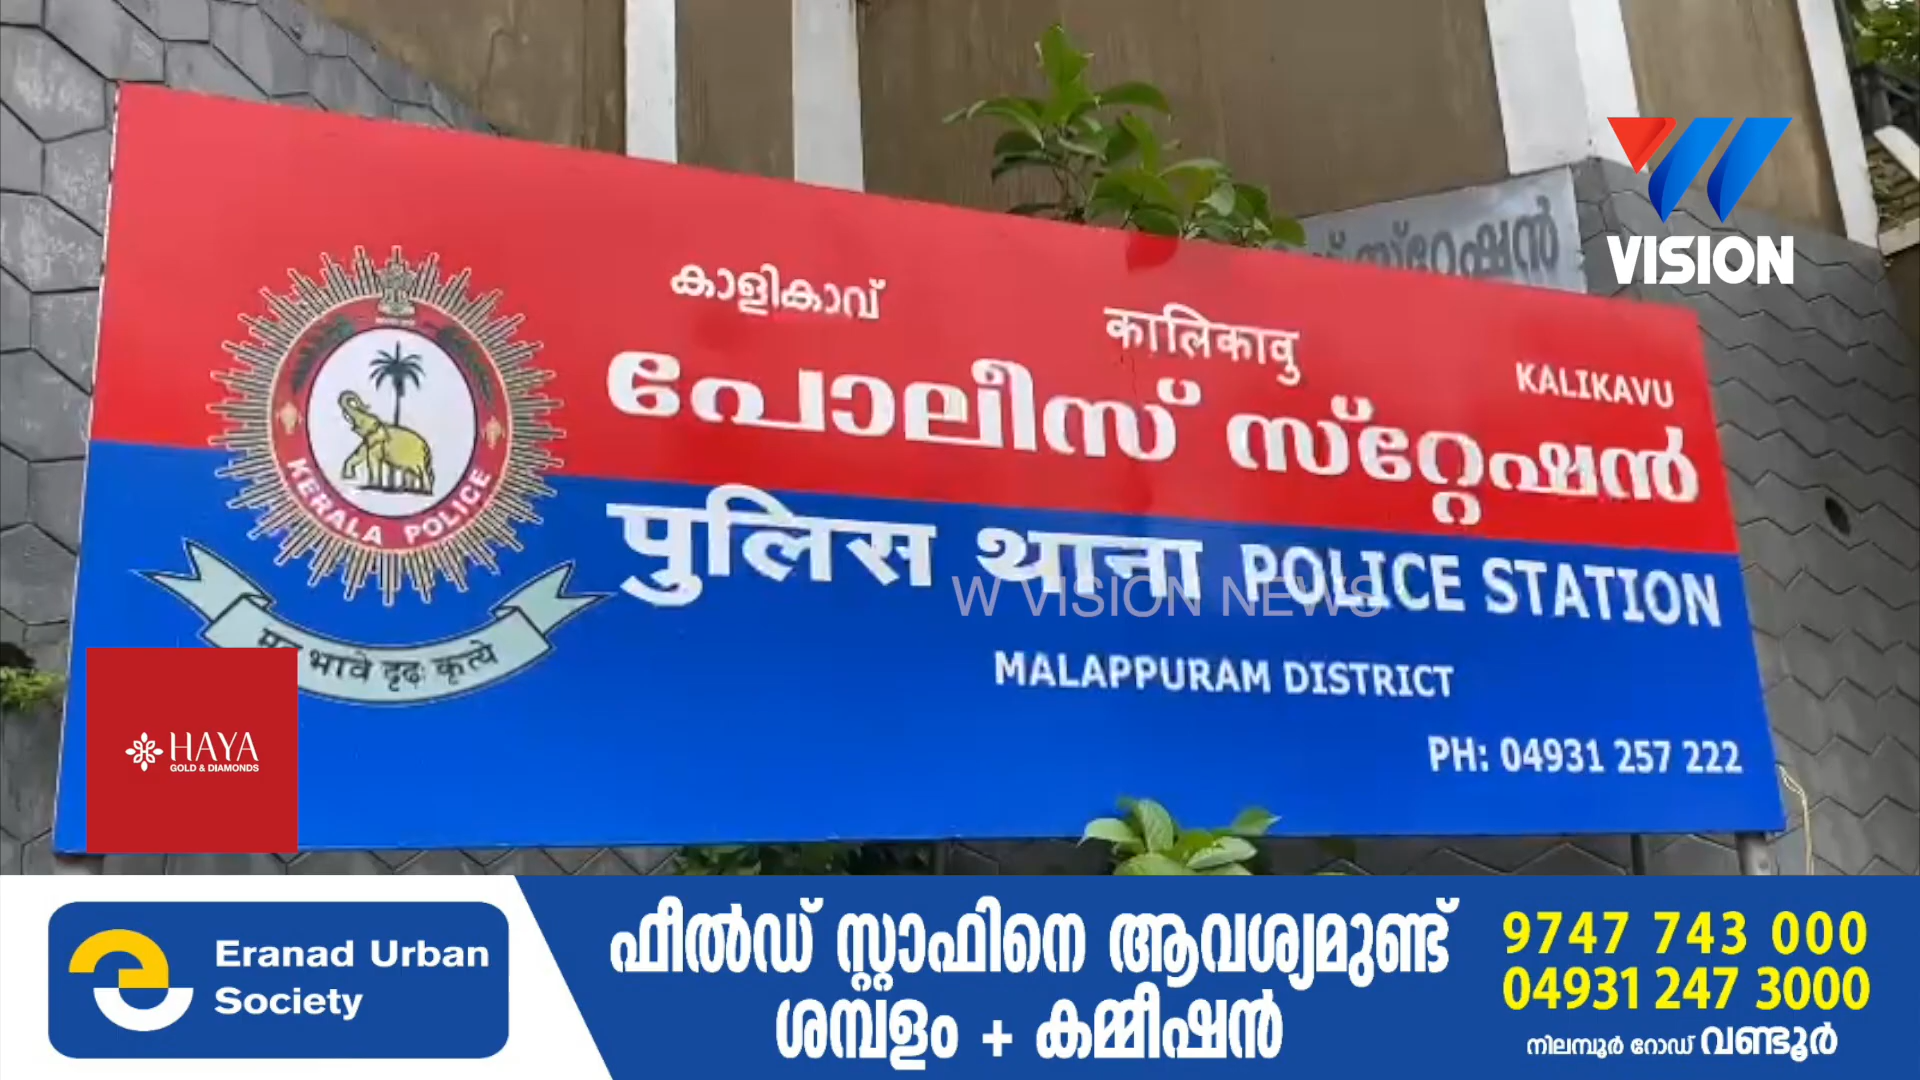 കാളികാവ്
कालिकावु
KALIKAVU
പോലീസ് സ്റ്റേഷൻ
पुलिस थाना POLICE STATION
MALAPPURAM DISTRICT
PH: 04931 257 222
KERALA POLICE
भावे दृढः कृत्ये
സ്റ്റേഷൻ
VISION
W VISION NEWS
HAYA
GOLD & DIAMONDS
Eranad Urban
Society
ഫീൽഡ് സ്റ്റാഫിനെ ആവശ്യമുണ്ട്
ശമ്പളം + കമ്മീഷൻ
9747 743 000
04931 247 3000
നിലമ്പൂർ റോഡ് വണ്ടൂർ